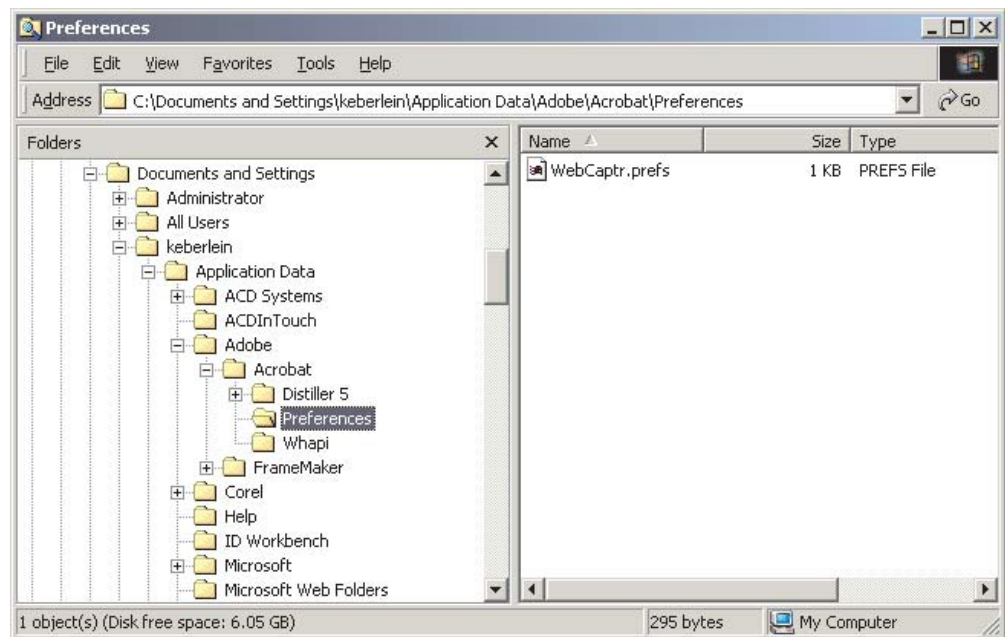 Preferences
File Edit View Favorites Tools Help
Address C:\Documents and Settings\keberlein\Application Data\Adobe\Acrobat\Preferences Go
Folders
Name Size Type
Documents and Settings
Administrator
All Users
keberlein
Application Data
ACD Systems
ACDInTouch
Adobe
Acrobat
Distiller 5
Preferences
Whapi
FrameMaker
Corel
Help
ID Workbench
Microsoft
Microsoft Web Folders
WebCaptr.prefs 1 KB PREFS File
1 object(s) (Disk free space: 6.05 GB) 295 bytes My Computer